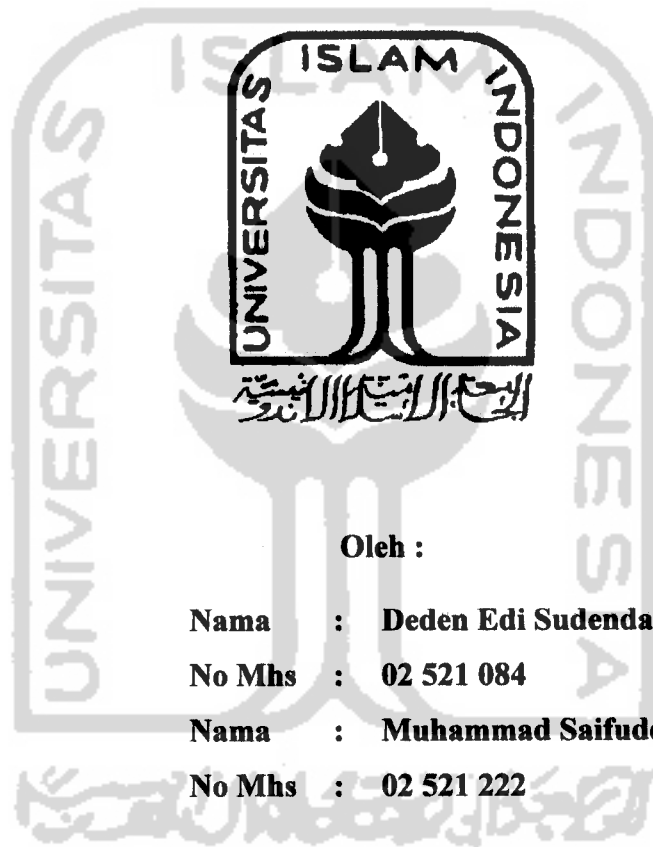 UNIVERSITAS ISLAM INDONESIA
Oleh :
Nama : Deden Edi Sudenda
No Mhs : 02 521 084
Nama : Muhammad Saifud
No Mhs : 02 521 222